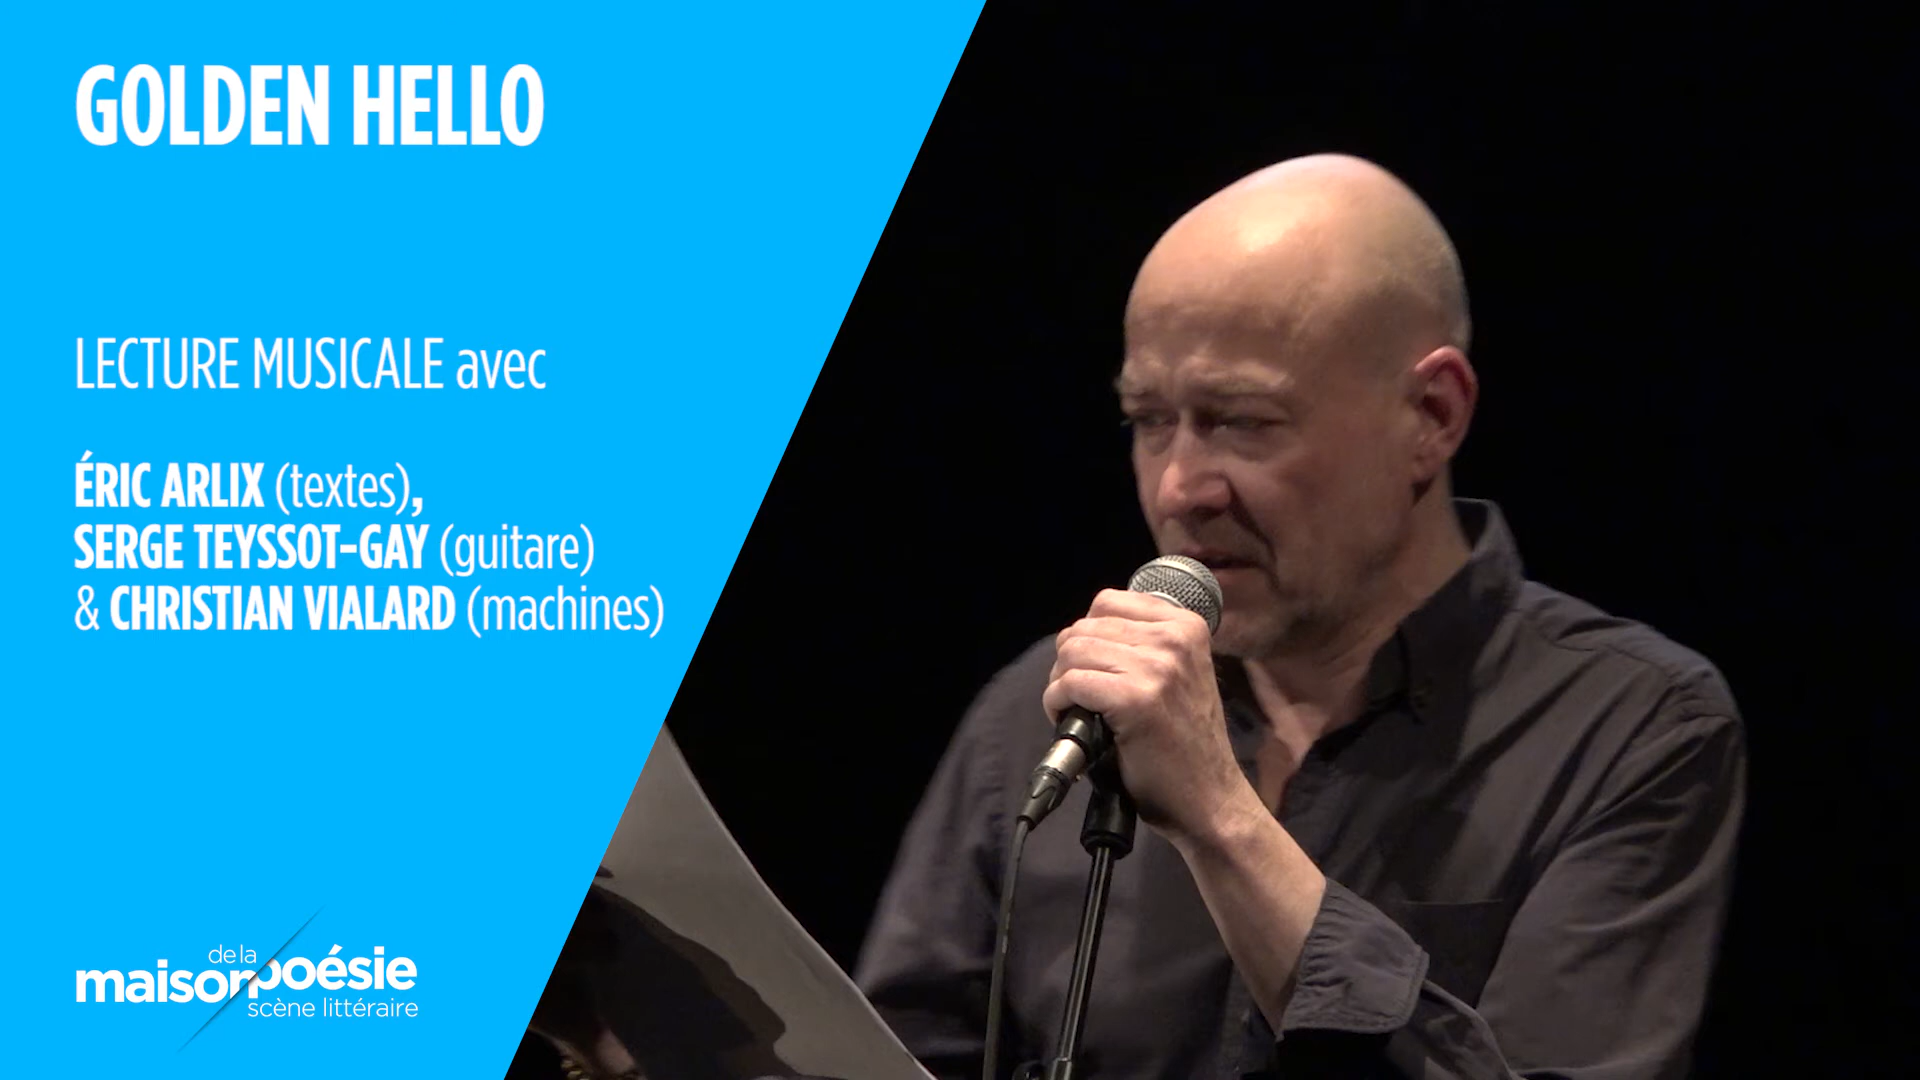 GOLDEN HELLO
LECTURE MUSICALE avec
ÉRIC ARLIX (textes),
SERGE TEYSSOT-GAY (guitare)
& CHRISTIAN VIALARD (machines)
de la
maison poésie
scène littéraire